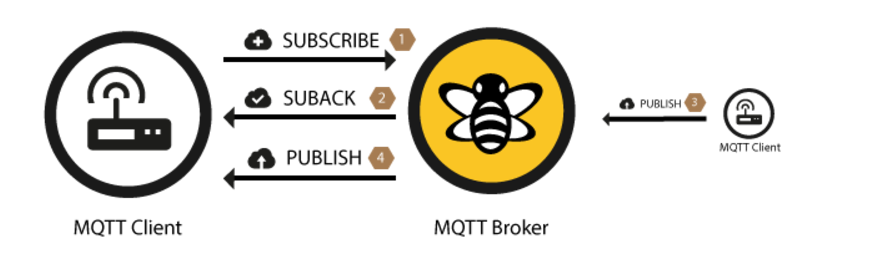 SUBSCRIBE 1
SUBACK 2
PUBLISH 3
PUBLISH 4
MQTT Client
MQTT Client
MQTT Broker